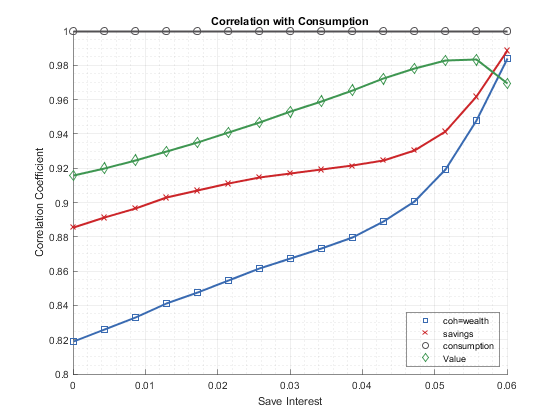 Correlation with Consumption
1
0.98
0.96
0.94
0.92
0.9
0.88
0.86
0.84
0.82
0.8
Correlation Coefficient
0 0.01 0.02 0.03 0.04 0.05 0.06
Save Interest
coh=wealth
savings
consumption
Value